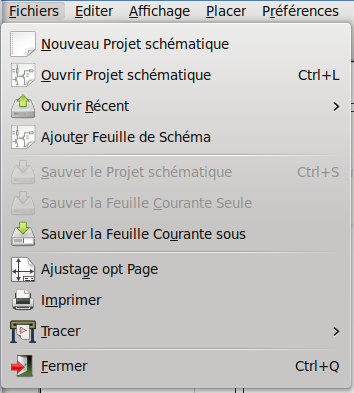 Fichiers Editer Affichage Placer Préférences
Nouveau Projet schématique
Ouvrir Projet schématique Ctrl+L
Ouvrir Récent
Ajouter Feuille de Schéma
Sauver le Projet schématique Ctrl+S
Sauver la Feuille Courante Seule
Sauver la Feuille Courante sous
Ajustage opt Page
Imprimer
Tracer
Fermer Ctrl+Q